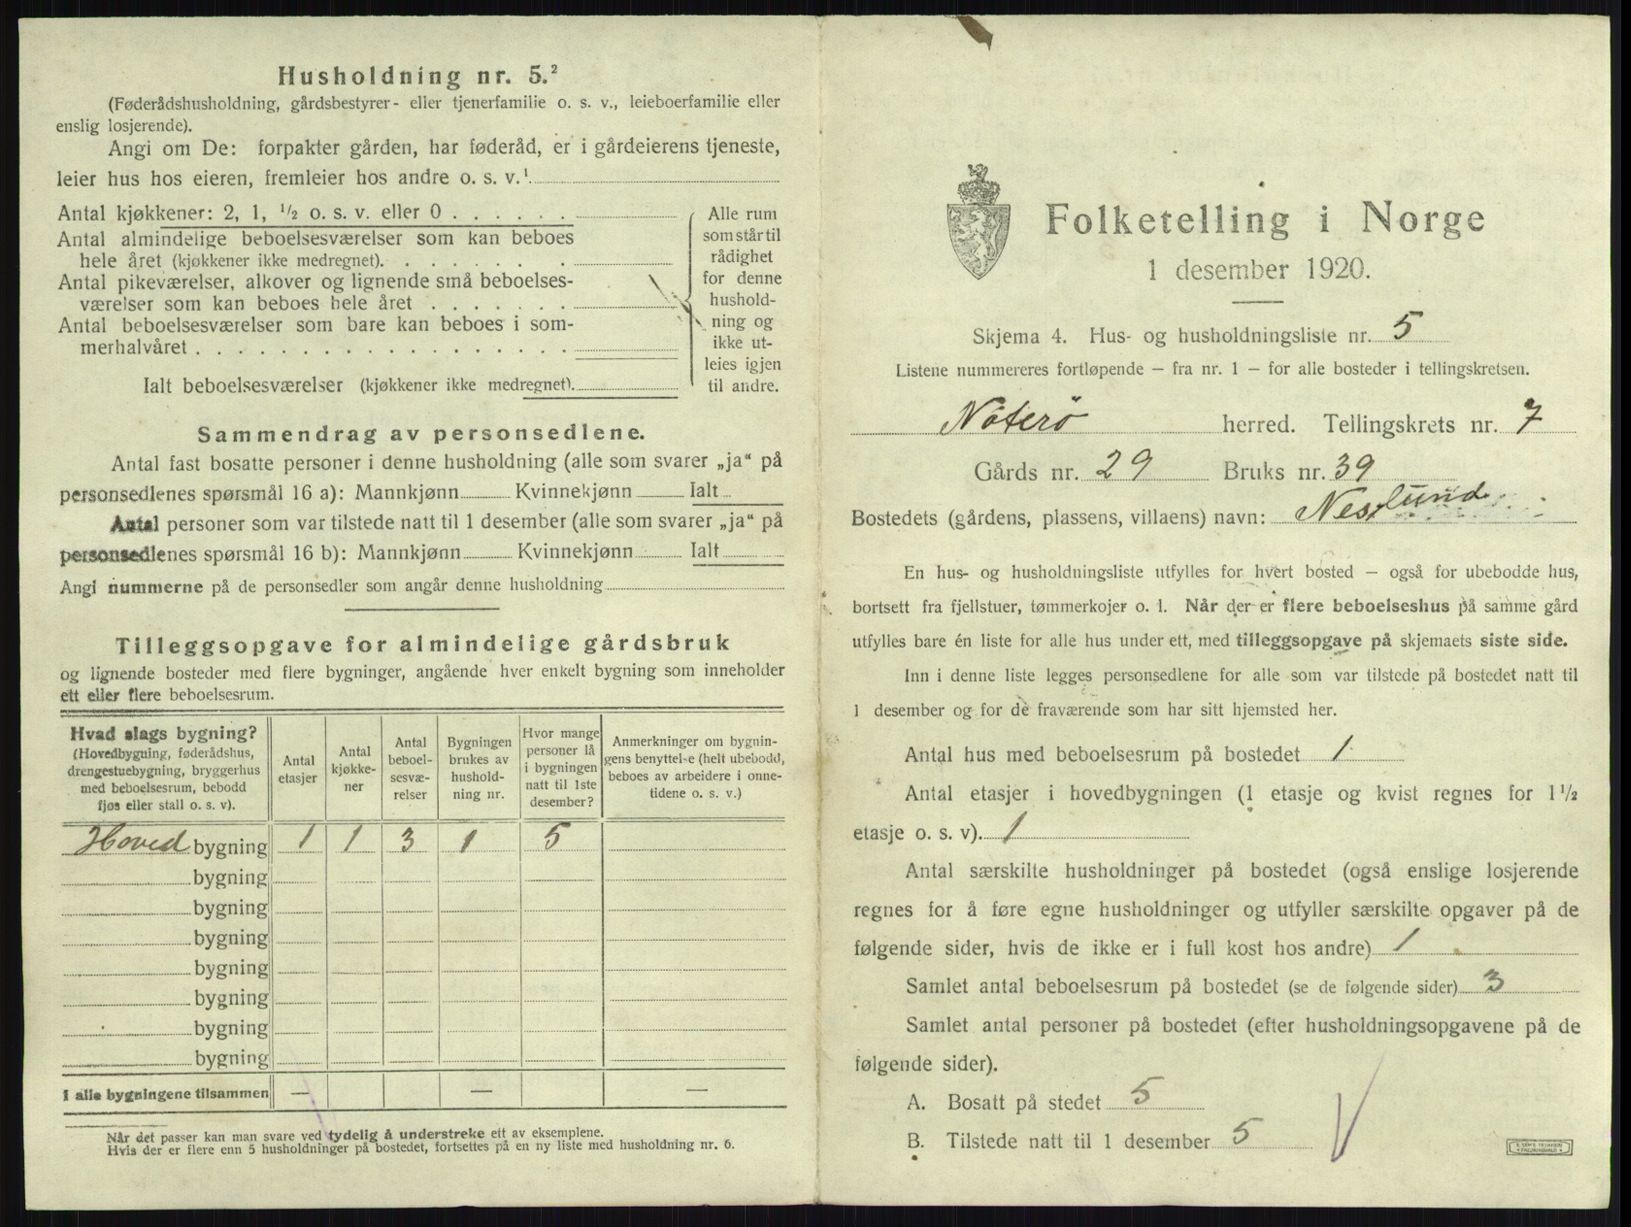 Husholdning nr. 5.²
(Føderådshusholdning, gårdsbestyrer- eller tjenerfamilie o. s. v., leieboerfamilie eller
enslig losjerende).
Angi om De: forpakter gården, har føderåd, er i gårdeierens tjeneste,
leier hus hos eieren, fremleier hos andre o. s. v.¹
Antal kjøkkener: 2, 1, ½ o. s. v. eller 0
Antal almindelige beboelsesværelser som kan beboes
hele året (kjøkkener ikke medregnet).
Antal pikeværelser, alkover og lignende små beboelses-
værelser som kan beboes hele året
Antal beboelsesværelser som bare kan beboes i som-
merhalvåret
Ialt beboelsesværelser (kjøkkener ikke medregnet).
Alle rum
som står til
rådighet
for denne
hushold-
ning og
ikke ut-
leies igjen
til andre.
Sammendrag av personsedlene.
Antal fast bosatte personer i denne husholdning (alle som svarer „ja“ på
personsedlenes spørsmål 16 a): Mannkjønn Kvinnekjønn Ialt
Antal personer som var tilstede natt til 1 desember (alle som svarer „ja“ på
personsedlenes spørsmål 16 b): Mannkjønn Kvinnekjønn Ialt
Angi nummerne på de personsedler som angår denne husholdning
Tilleggsopgave for almindelige gårdsbruk
og lignende bosteder med flere bygninger, angående hver enkelt bygning som inneholder
ett eller flere beboelsesrum.
Hvad slags bygning?
(Hovedbygning, føderådshus,
drengestuebygning, bryggerhus
med beboelsesrum, bebodd
fjøs eller stall o. s. v).
Antal
etasjer
Antal
kjøkke-
ner
Antal
beboel-
sesvæ-
relser
Bygningen
brukes av
hushold-
ning nr.
Hvor mange
personer lå
i bygningen
natt til 1ste
desember?
Anmerkninger om bygnin-
gens benyttelse (helt ubebodd,
beboes av arbeidere i onne-
tidene o. s. v.)
Hoved bygning 1 1 3 1 5
bygning
bygning
bygning
bygning
bygning
bygning
bygning
I alle bygningene tilsammen — — —
Når det passer kan man svare ved tydelig å understreke ett av eksemplene.
Hvis der er flere enn 5 husholdninger på bostedet, fortsettes på en ny liste med husholdning nr. 6.
Folketelling i Norge
1 desember 1920.
Skjema 4. Hus- og husholdningsliste nr. 5
Listene nummereres fortløpende — fra nr. 1 — for alle bosteder i tellingskretsen.
Nøterø herred. Tellingskrets nr. 7
Gårds nr. 29 Bruks nr. 39
Bostedets (gårdens, plassens, villaens) navn: Neslund
En hus- og husholdningsliste utfylles for hvert bosted — også for ubebodde hus,
bortsett fra fjellstuer, tømmerkojer o. l. Når der er flere beboelseshus på samme gård
utfylles bare én liste for alle hus under ett, med tilleggsopgave på skjemaets siste side.
Inn i denne liste legges personsedlene for alle som var tilstede på bostedet natt til
1 desember og for de fraværende som har sitt hjemsted her.
Antal hus med beboelsesrum på bostedet 1
Antal etasjer i hovedbygningen (1 etasje og kvist regnes for 1½
etasje o. s. v). 1
Antal særskilte husholdninger på bostedet (også enslige losjerende
regnes for å føre egne husholdninger og utfyller særskilte opgaver på de
følgende sider, hvis de ikke er i full kost hos andre) 1
Samlet antal beboelsesrum på bostedet (se de følgende sider) 3
Samlet antal personer på bostedet (efter husholdningsopgavene på de
følgende sider).
A. Bosatt på stedet 5
B. Tilstede natt til 1 desember 5